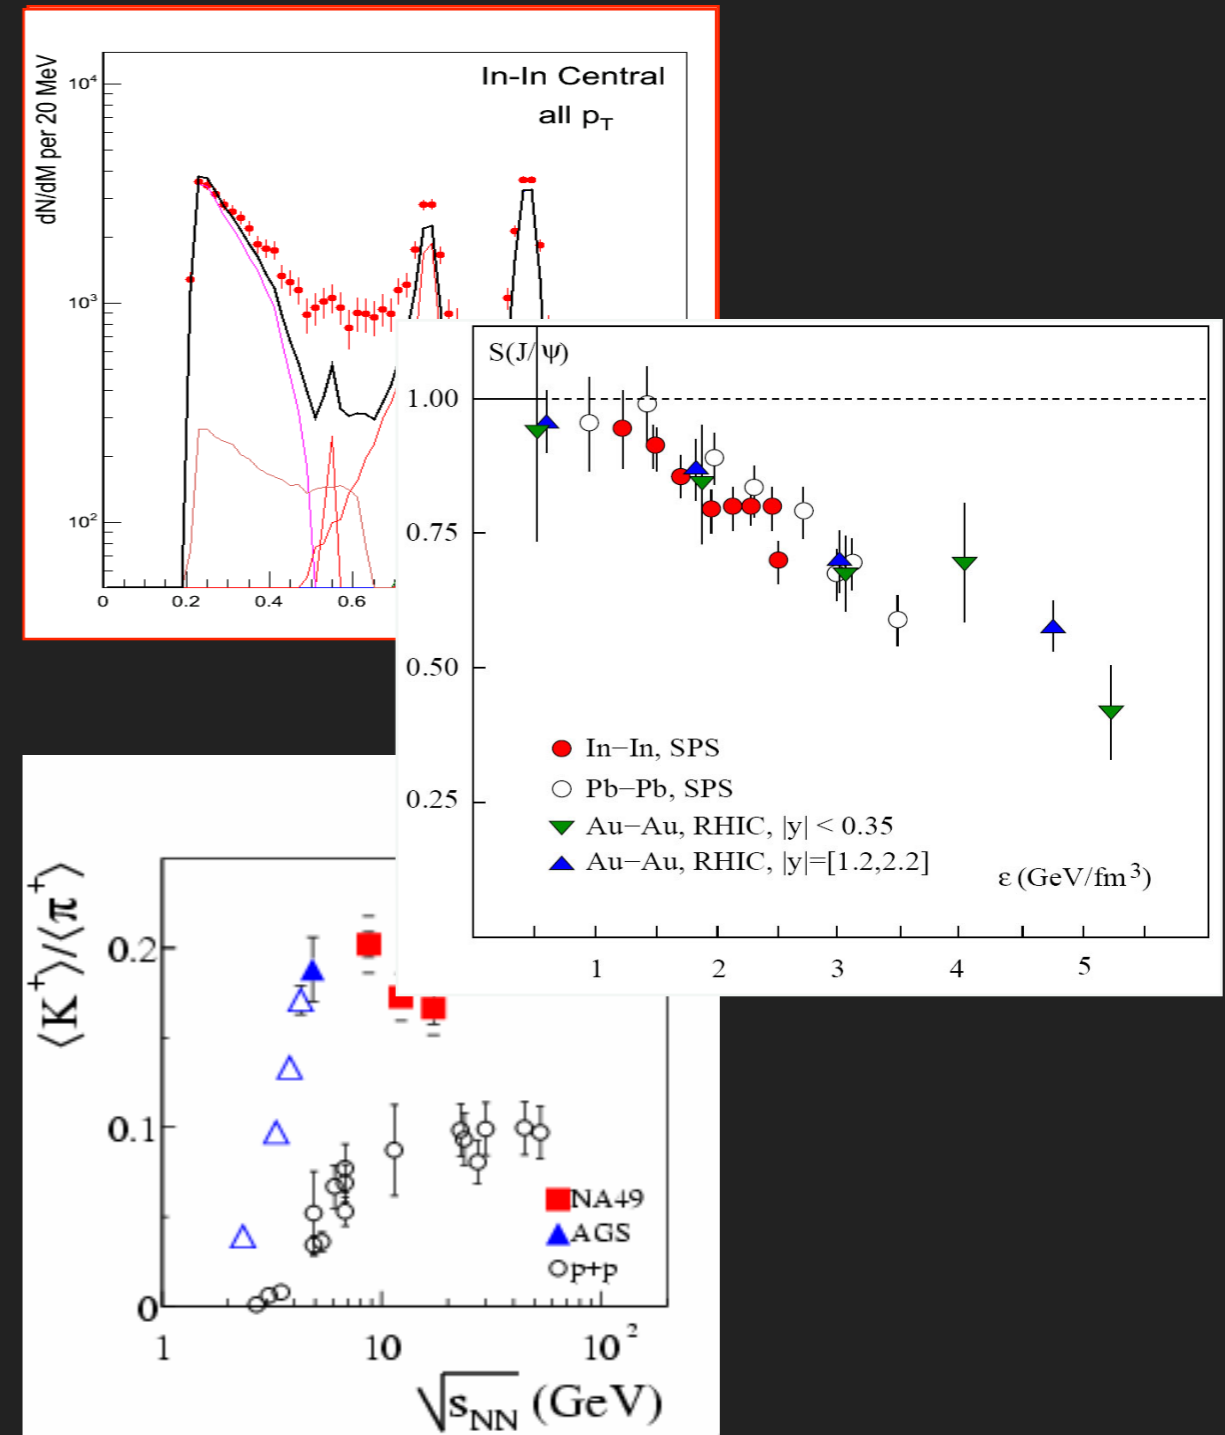 In-In Central
all pT
dN/dM per 20 MeV
10⁴
10³
10²
0 0.2 0.4 0.6
S(J/ψ)
1.00
0.75
0.50
0.25
In−In, SPS
Pb−Pb, SPS
Au−Au, RHIC, |y| < 0.35
Au−Au, RHIC, |y|=[1.2,2.2]
ε (GeV/fm³)
1 2 3 4 5
⟨K⁺⟩/⟨π⁺⟩
0.2
0.1
0
NA49
AGS
p+p
1 10 10²
√sNN (GeV)